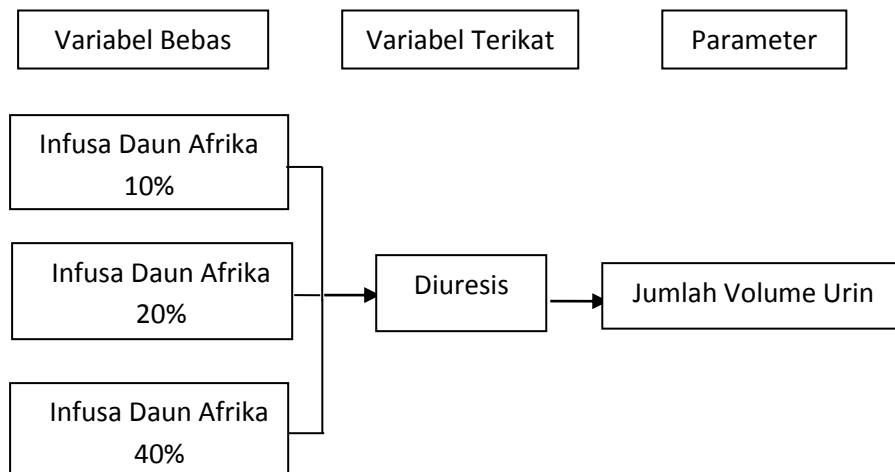 Variabel Bebas
Variabel Terikat
Parameter
Infusa Daun Afrika
10%
Infusa Daun Afrika
20%
Infusa Daun Afrika
40%
Diuresis
Jumlah Volume Urin